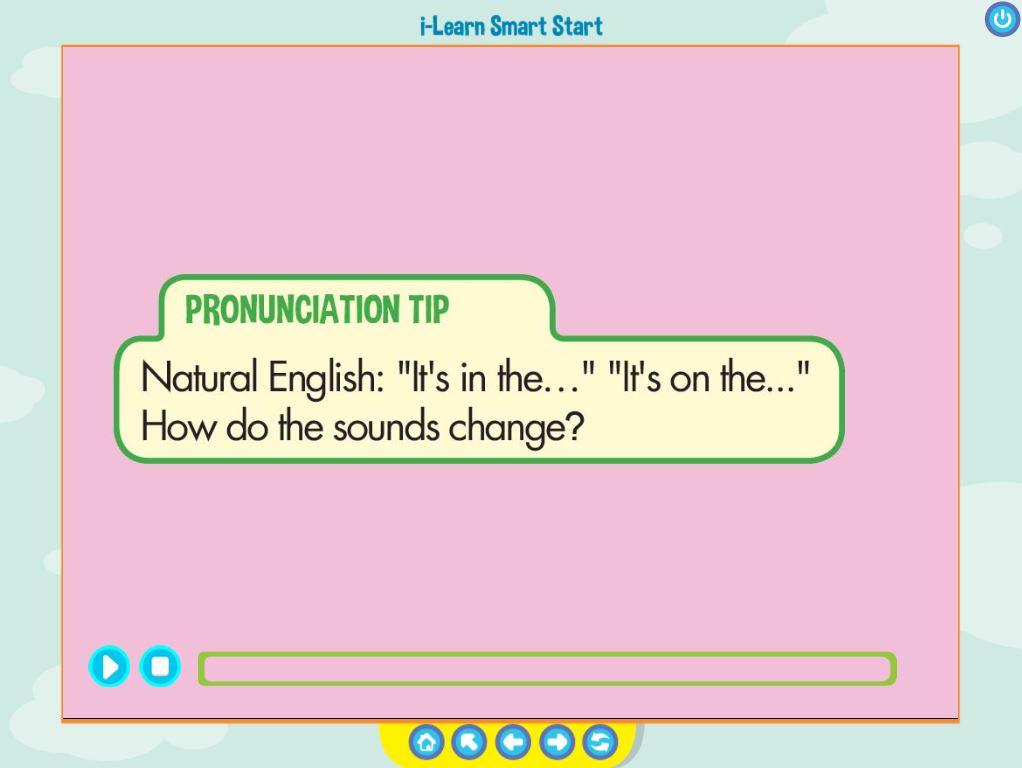 i-Learn Smart Start
PRONUNCIATION TIP
Natural English: "It's in the..." "It's on the..."
How do the sounds change?